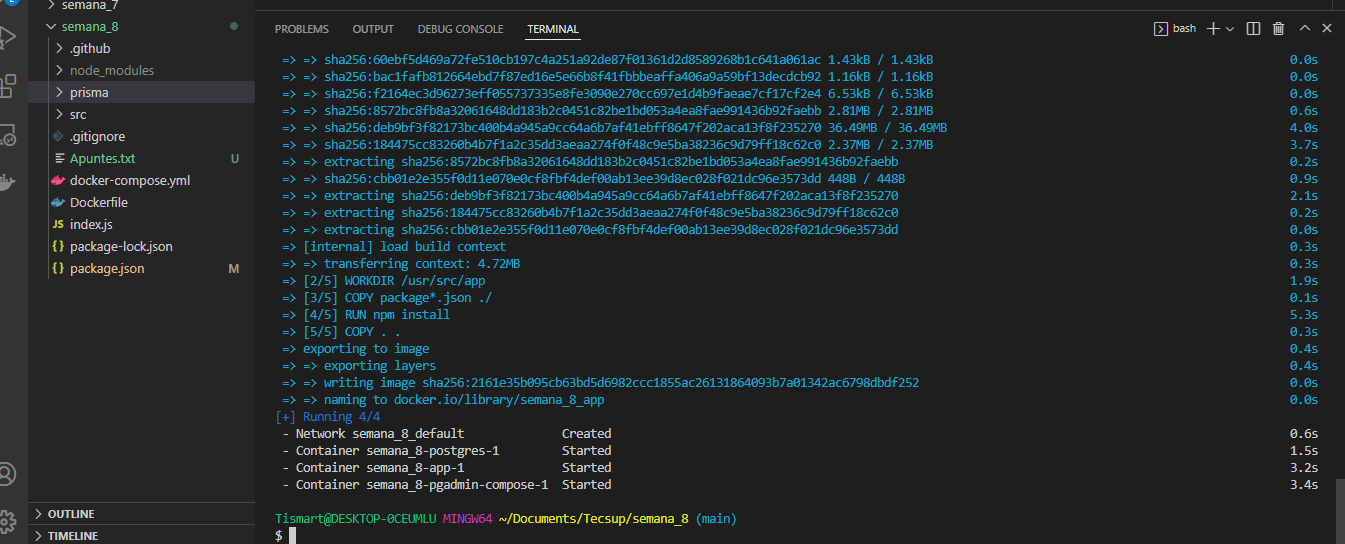 semana_7
semana_8
.github
node_modules
prisma
src
.gitignore
Apuntes.txt U
docker-compose.yml
Dockerfile
JS index.js
{} package-lock.json
{} package.json M
OUTLINE
TIMELINE
PROBLEMS OUTPUT DEBUG CONSOLE TERMINAL bash
=> => sha256:60ebf5d469a72fe510cb197c4a251a92de87f01361d2d8589268b1c641a061ac 1.43kB / 1.43kB 0.0s
=> => sha256:bac1fafb812664ebd7f87ed16e5e66b8f41fbbbeaffa406a9a59bf13decdcb92 1.16kB / 1.16kB 0.0s
=> => sha256:f2164ec3d96273eff055737335e8fe3090e270cc697e1d4b9faeae7cf17cf2e4 6.53kB / 6.53kB 0.0s
=> => sha256:8572bc8fb8a32061648dd183b2c0451c82be1bd053a4ea8fae991436b92faebb 2.81MB / 2.81MB 0.6s
=> => sha256:deb9bf3f82173bc400b4a945a9cc64a6b7af41ebff8647f202aca13f8f235270 36.49MB / 36.49MB 4.0s
=> => sha256:184475cc83260b4b7f1a2c35dd3aeaa274f0f48c9e5ba38236c9d79ff18c62c0 2.37MB / 2.37MB 3.7s
=> => extracting sha256:8572bc8fb8a32061648dd183b2c0451c82be1bd053a4ea8fae991436b92faebb 0.2s
=> => sha256:cbb01e2e355f0d11e070e0cf8fbf4def00ab13ee39d8ec028f021dc96e3573dd 448B / 448B 0.9s
=> => extracting sha256:deb9bf3f82173bc400b4a945a9cc64a6b7af41ebff8647f202aca13f8f235270 2.1s
=> => extracting sha256:184475cc83260b4b7f1a2c35dd3aeaa274f0f48c9e5ba38236c9d79ff18c62c0 0.2s
=> => extracting sha256:cbb01e2e355f0d11e070e0cf8fbf4def00ab13ee39d8ec028f021dc96e3573dd 0.0s
=> [internal] load build context 0.3s
=> => transferring context: 4.72MB 0.3s
=> [2/5] WORKDIR /usr/src/app 1.9s
=> [3/5] COPY package*.json ./ 0.1s
=> [4/5] RUN npm install 5.3s
=> [5/5] COPY . . 0.3s
=> exporting to image 0.4s
=> => exporting layers 0.4s
=> => writing image sha256:2161e35b095cb63bd5d6982ccc1855ac26131864093b7a01342ac6798dbdf252 0.0s
=> => naming to docker.io/library/semana_8_app 0.0s
[+] Running 4/4
- Network semana_8_default Created 0.6s
- Container semana_8-postgres-1 Started 1.5s
- Container semana_8-app-1 Started 3.2s
- Container semana_8-pgadmin-compose-1 Started 3.4s
Tismart@DESKTOP-0CEUMLU MINGW64 ~/Documents/Tecsup/semana_8 (main)
$